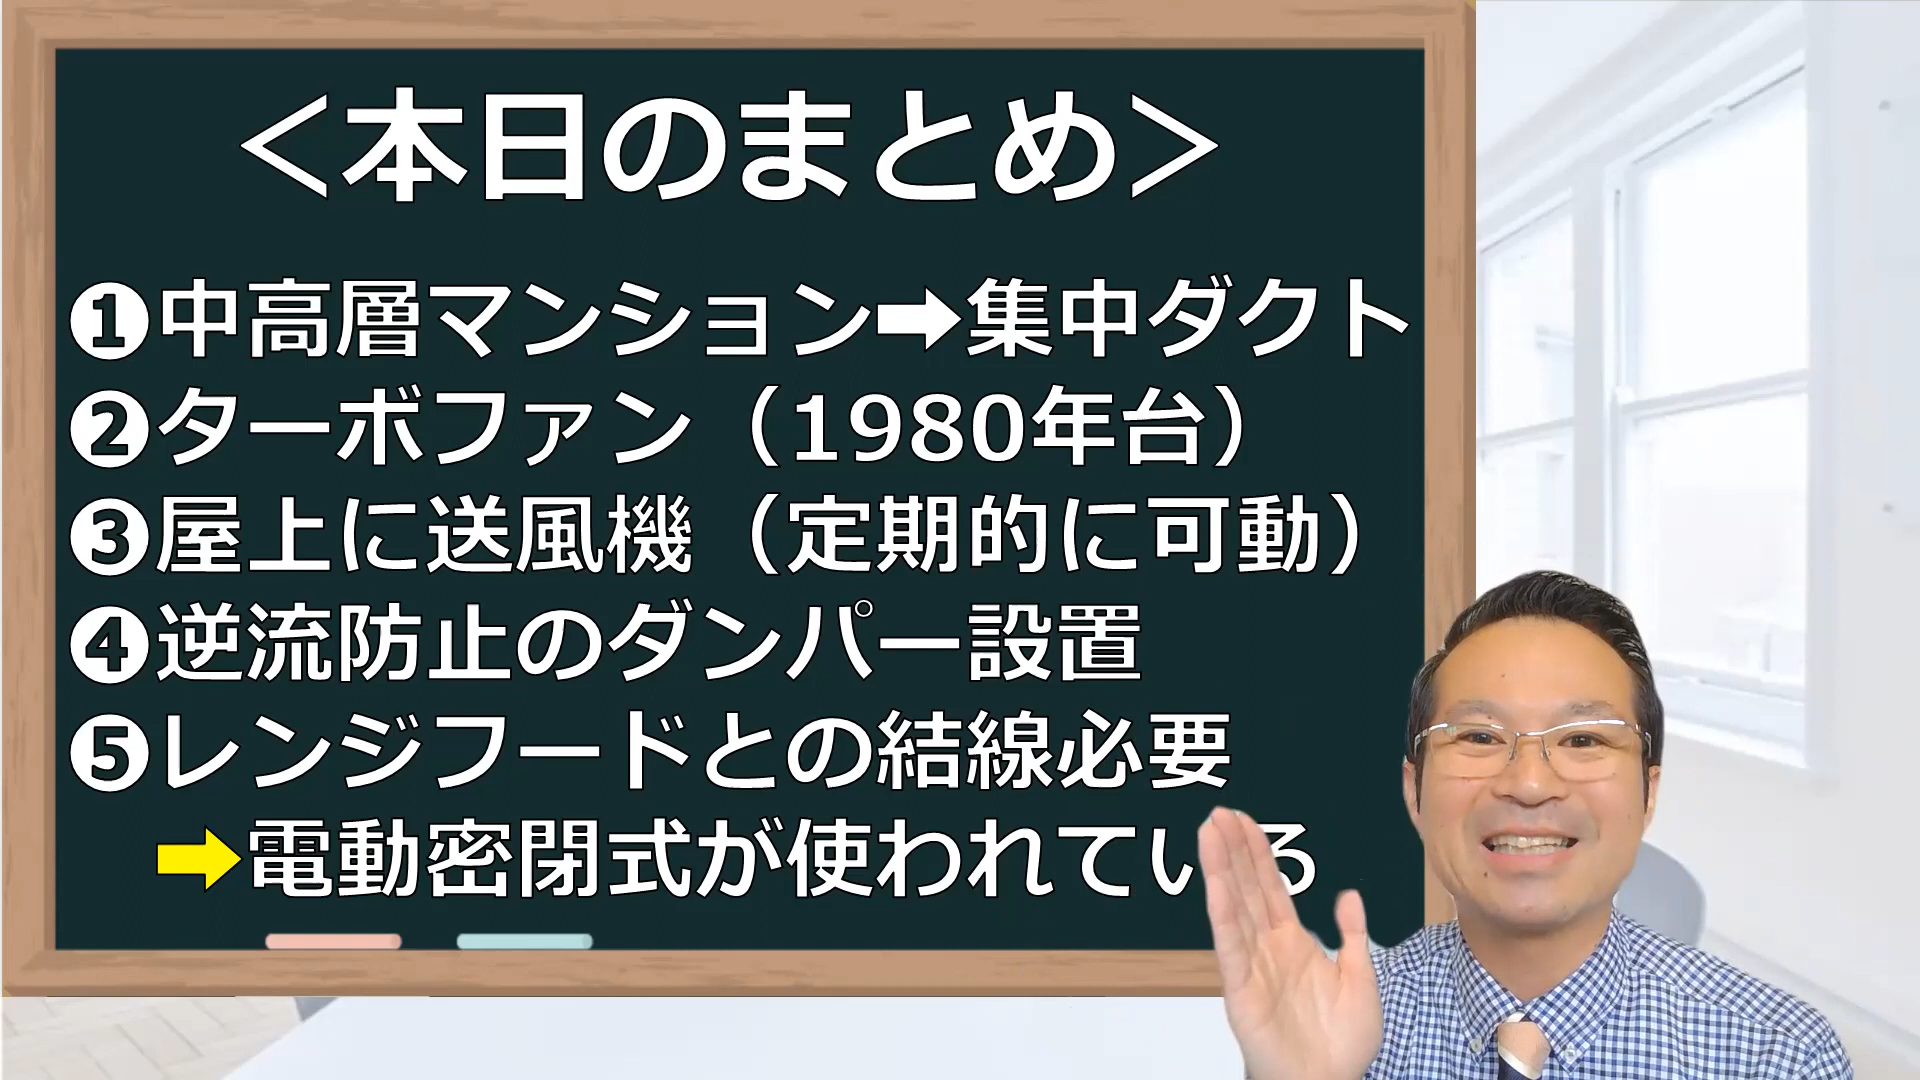 ＜本日のまとめ＞
❶中高層マンション➡集中ダクト
❷ターボファン（1980年台）
❸屋上に送風機（定期的に可動）
❹逆流防止のダンパー設置
❺レンジフードとの結線必要
➡電動密閉式が使われている